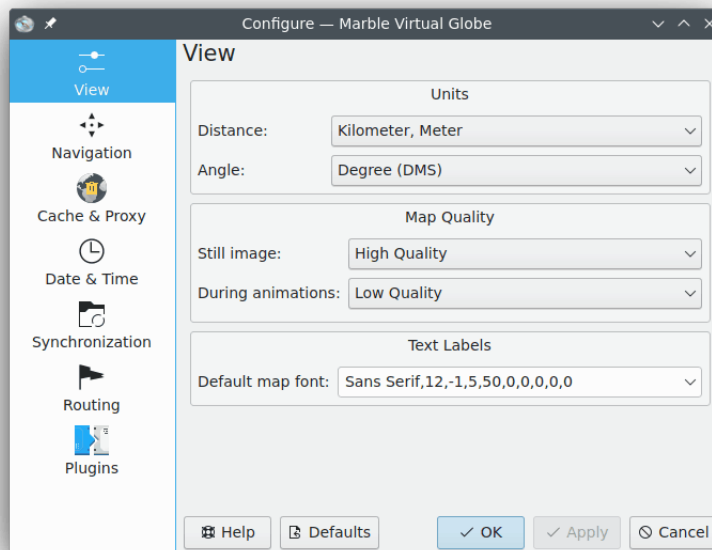 Configure — Marble Virtual Globe
View
View
Navigation
Cache & Proxy
Date & Time
Synchronization
Routing
Plugins
Units
Distance: Kilometer, Meter
Angle: Degree (DMS)
Map Quality
Still image: High Quality
During animations: Low Quality
Text Labels
Default map font: Sans Serif,12,-1,5,50,0,0,0,0,0
Help Defaults OK Apply Cancel